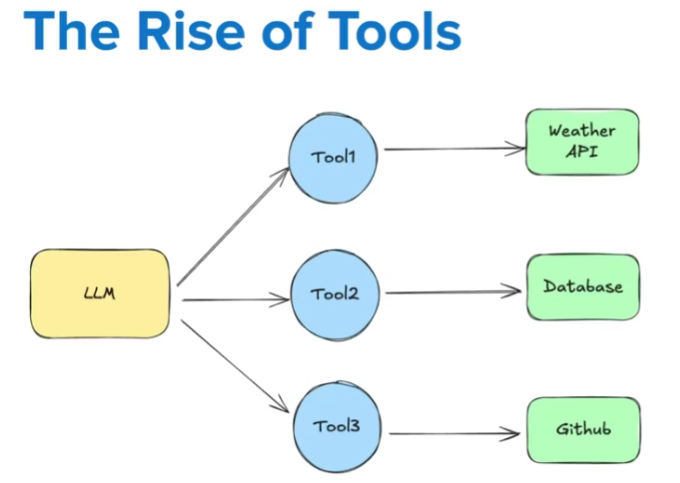 The Rise of Tools
Tool1
Weather
API
LLM
Tool2
Database
Tool3
Github